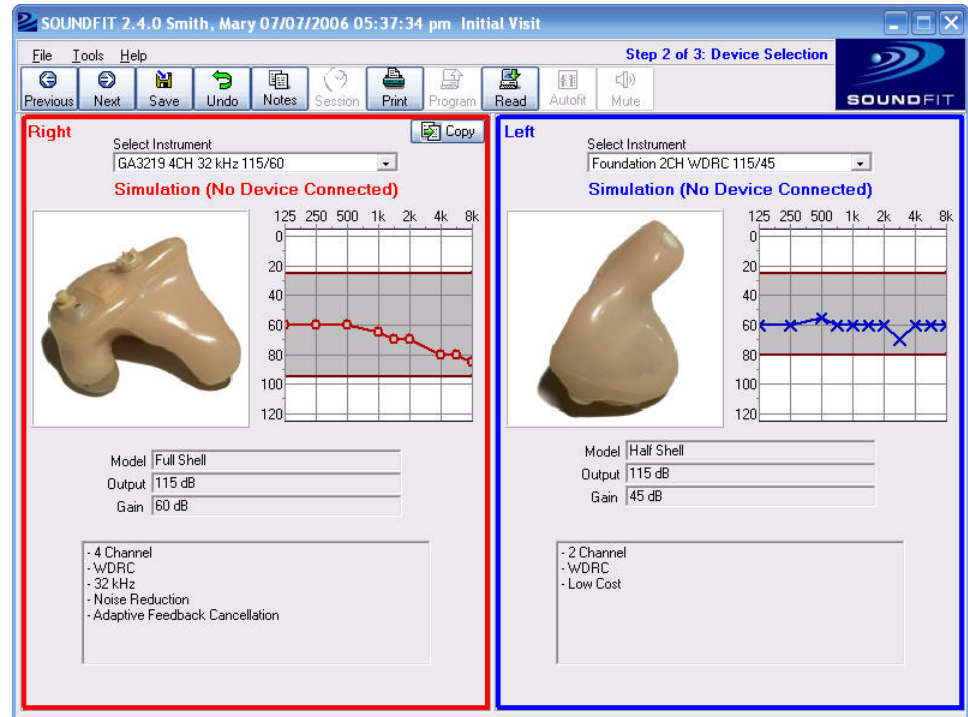 SOUNDFIT 2.4.0 Smith, Mary 07/07/2006 05:37:34 pm Initial Visit
File Tools Help
Step 2 of 3: Device Selection
Previous Next Save Undo Notes Session Print Program Read Autofit Mute
SOUNDFIT
Right
Copy
Select Instrument
GA3219 4CH 32 kHz 115/60
Simulation (No Device Connected)
125 250 500 1k 2k 4k 8k
0
20
40
60
80
100
120
Model Full Shell
Output 115 dB
Gain 60 dB
- 4 Channel
- WDRC
- 32 kHz
- Noise Reduction
- Adaptive Feedback Cancellation
Left
Select Instrument
Foundation 2CH WDRC 115/45
Simulation (No Device Connected)
125 250 500 1k 2k 4k 8k
0
20
40
60
80
100
120
Model Half Shell
Output 115 dB
Gain 45 dB
- 2 Channel
- WDRC
- Low Cost